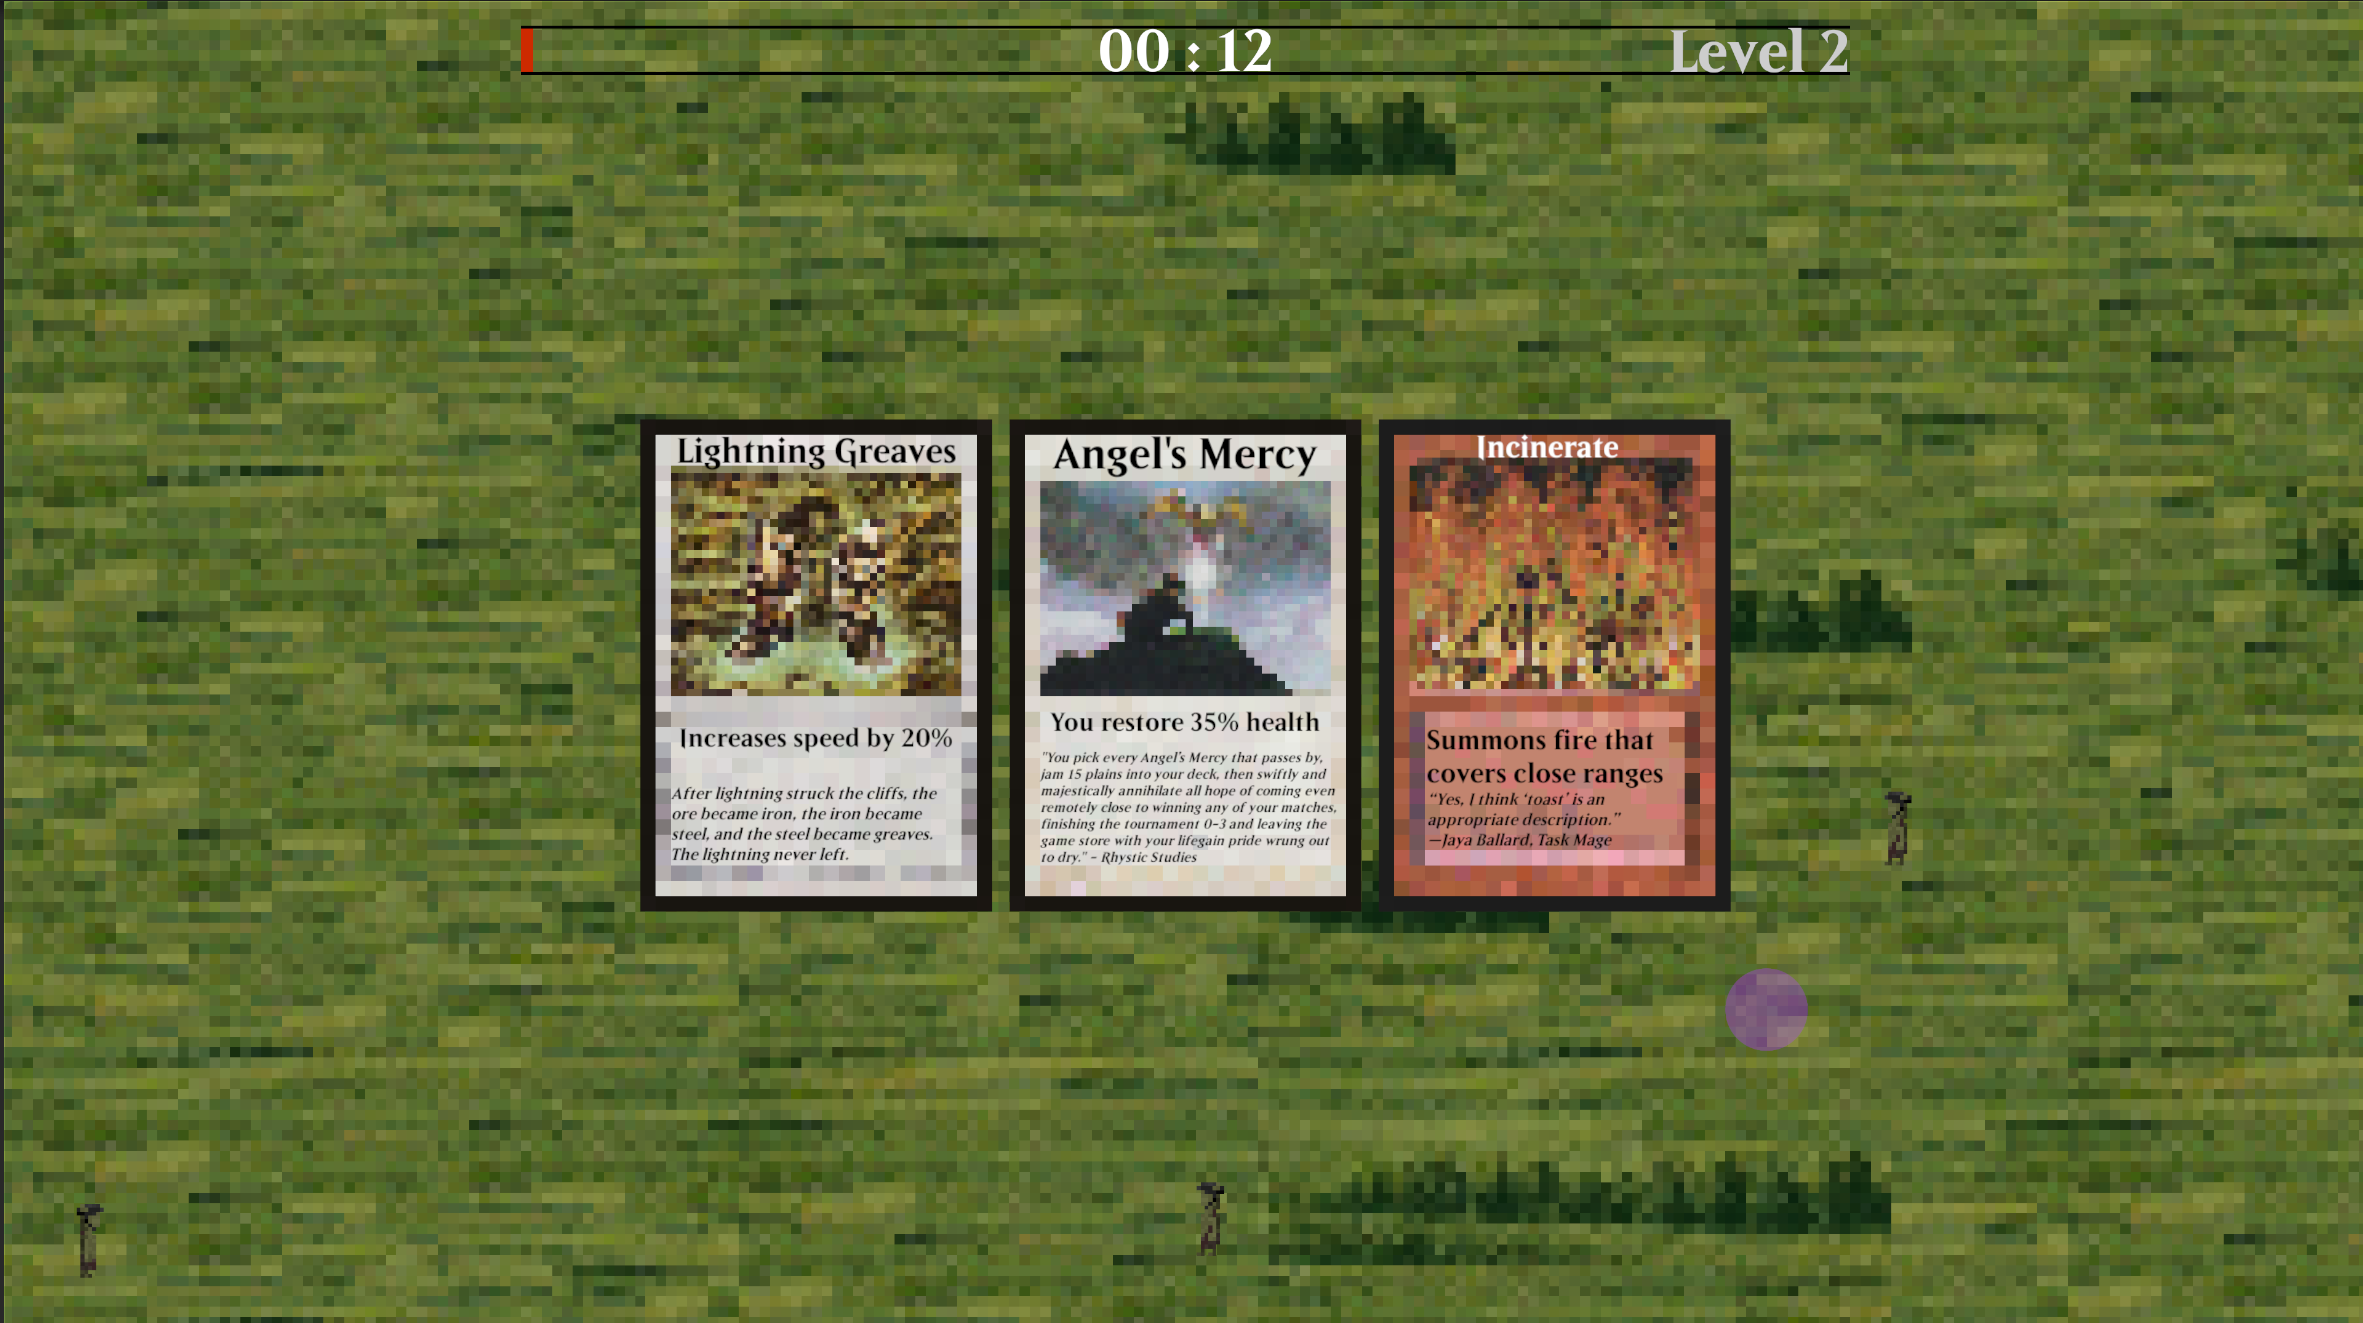 00 : 12
Level 2
Lightning Greaves
Increases speed by 20%
After lightning struck the cliffs, the
ore became iron, the iron became
steel, and the steel became greaves.
The lightning never left.
Angel's Mercy
You restore 35% health
"You pick every Angel's Mercy that passes by,
jam 15 plains into your deck, then swiftly and
majestically annihilate all hope of coming even
remotely close to winning any of your matches,
finishing the tournament 0-3 and leaving the
game store with your lifegain pride wrung out
to dry." - Rhystic Studies
Incinerate
Summons fire that
covers close ranges
“Yes, I think ‘toast’ is an
appropriate description.”
—Jaya Ballard, Task Mage